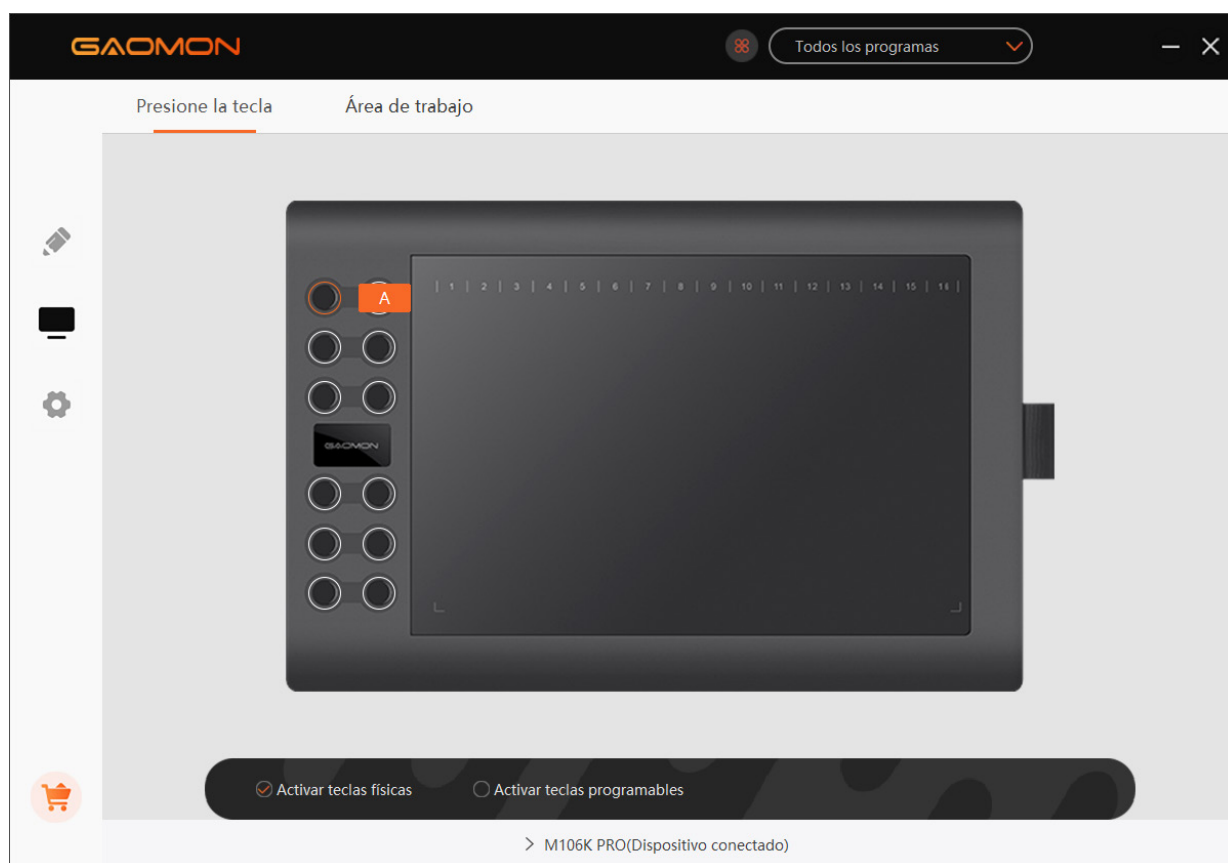 GAOMON
Todos los programas
Presione la tecla
Área de trabajo
A
| 1 | 2 | 3 | 4 | 5 | 6 | 7 | 8 | 9 | 10 | 11 | 12 | 13 | 14 | 15 | 16 |
GAOMON
Activar teclas físicas
Activar teclas programables
M106K PRO(Dispositivo conectado)